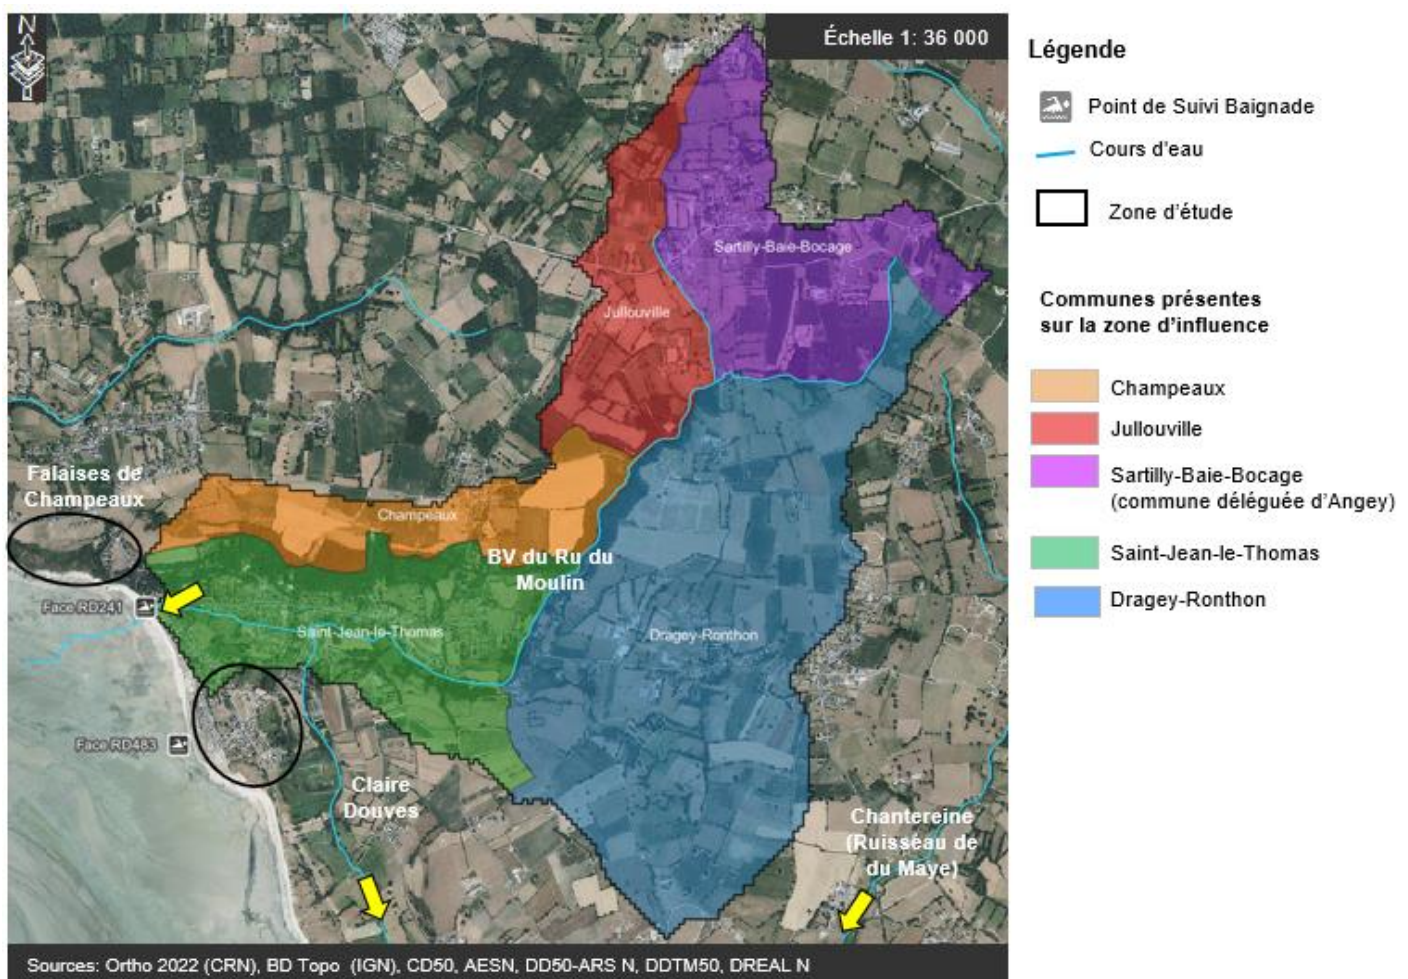 N
Échelle 1: 36 000
Sartilly-Baie-Bocage
Jullouville
Falaises de
Champeaux
Champeaux
BV du Ru du
Moulin
Face RD241
Saint-Jean-le-Thomas
Dragey-Ronthon
Face RD483
Claire
Douves
Chantereine
(Ruisséau de
du Maye)
Sources: Ortho 2022 (CRN), BD Topo (IGN), CD50, AESN, DD50-ARS N, DDTM50, DREAL N
Légende
Point de Suivi Baignade
Cours d'eau
Zone d'étude
Communes présentes
sur la zone d'influence
Champeaux
Jullouville
Sartilly-Baie-Bocage
(commune déléguée d'Angey)
Saint-Jean-le-Thomas
Dragey-Ronthon